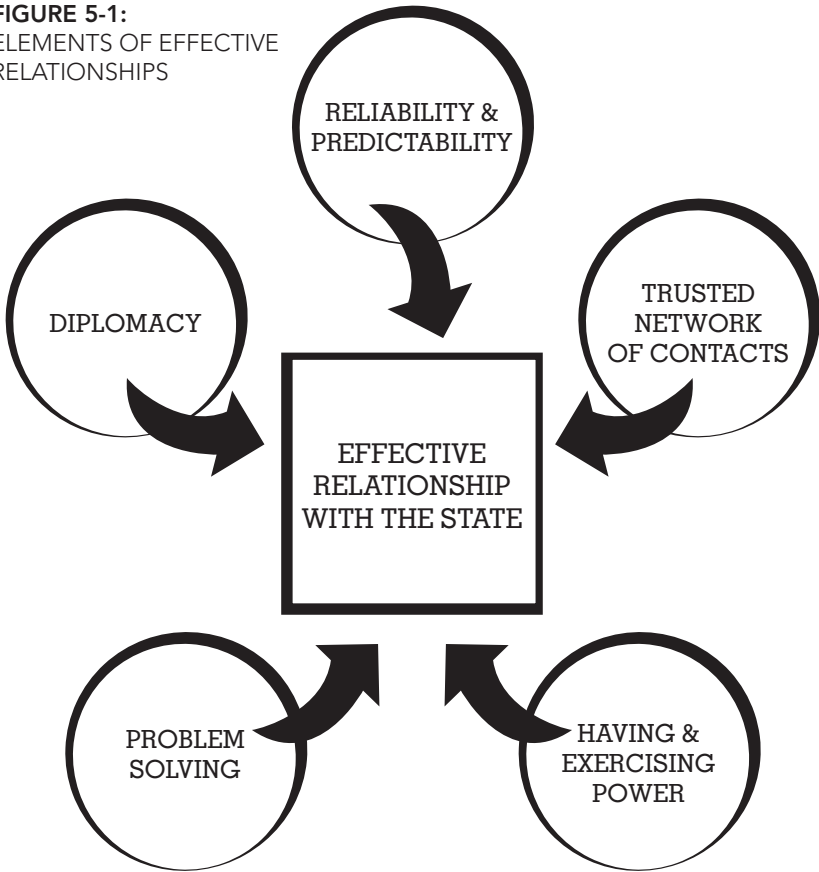 FIGURE 5-1:
ELEMENTS OF EFFECTIVE
RELATIONSHIPS
RELIABILITY &
PREDICTABILITY
DIPLOMACY
TRUSTED
NETWORK
OF CONTACTS
EFFECTIVE
RELATIONSHIP
WITH THE STATE
PROBLEM
SOLVING
HAVING &
EXERCISING
POWER